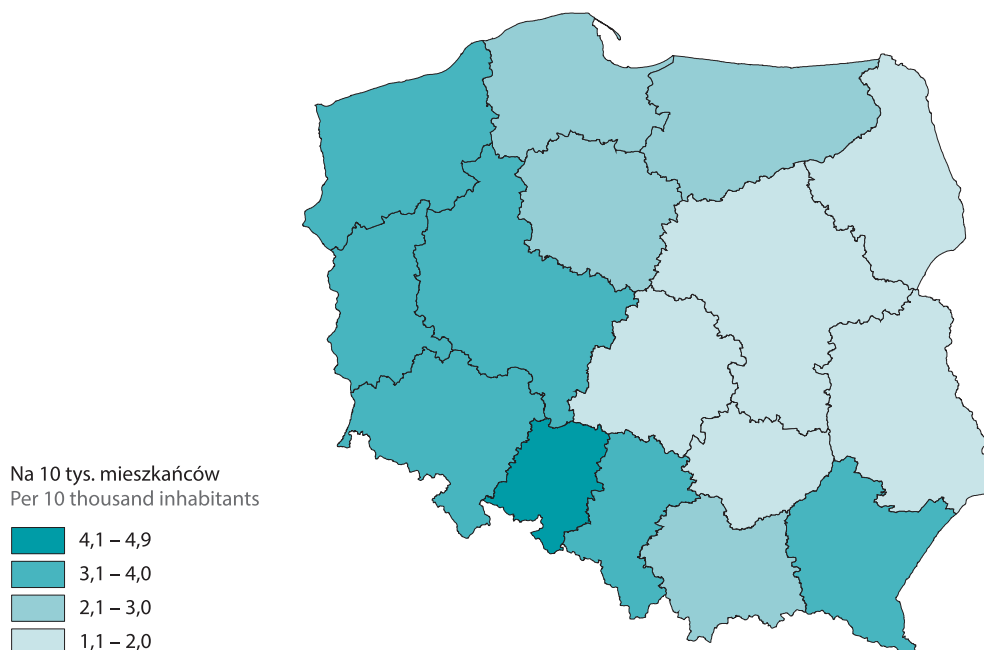 Na 10 tys. mieszkańców
Per 10 thousand inhabitants
4,1 – 4,9
3,1 – 4,0
2,1 – 3,0
1,1 – 2,0